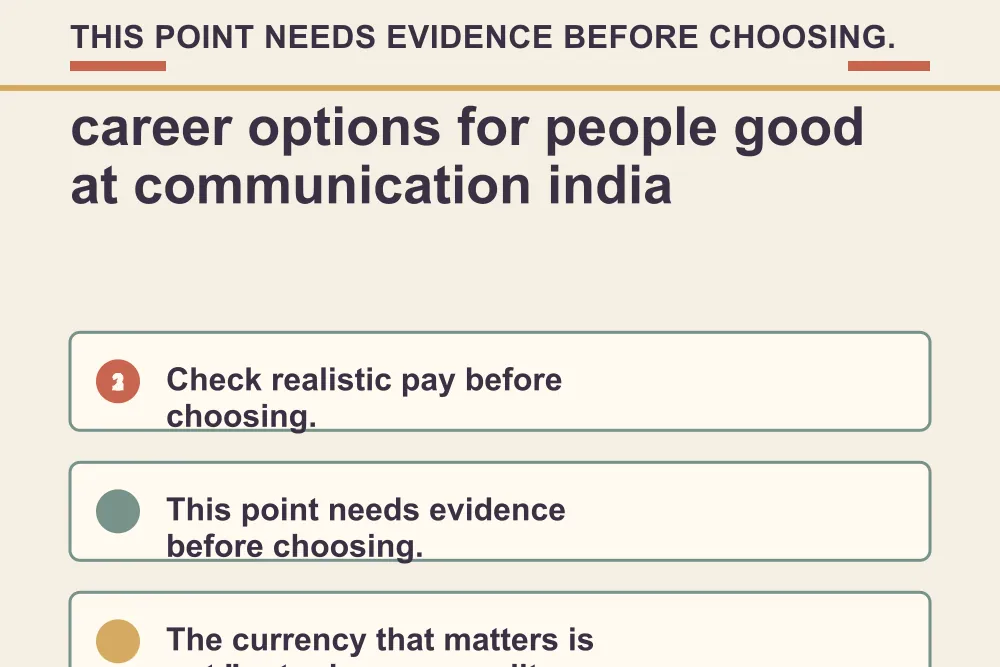 THIS POINT NEEDS EVIDENCE BEFORE CHOOSING.
career options for people good
at communication india
Check realistic pay before
choosing.
This point needs evidence
before choosing.
The currency that matters is